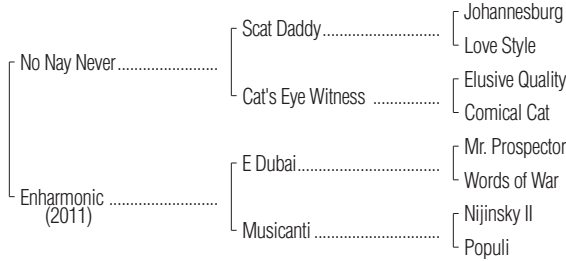 Johannesburg
Scat Daddy
Love Style
No Nay Never
Elusive Quality
Cat's Eye Witness
Comical Cat
Mr. Prospector
E Dubai
Words of War
Enharmonic
(2011)
Nijinsky II
Musicanti
Populi